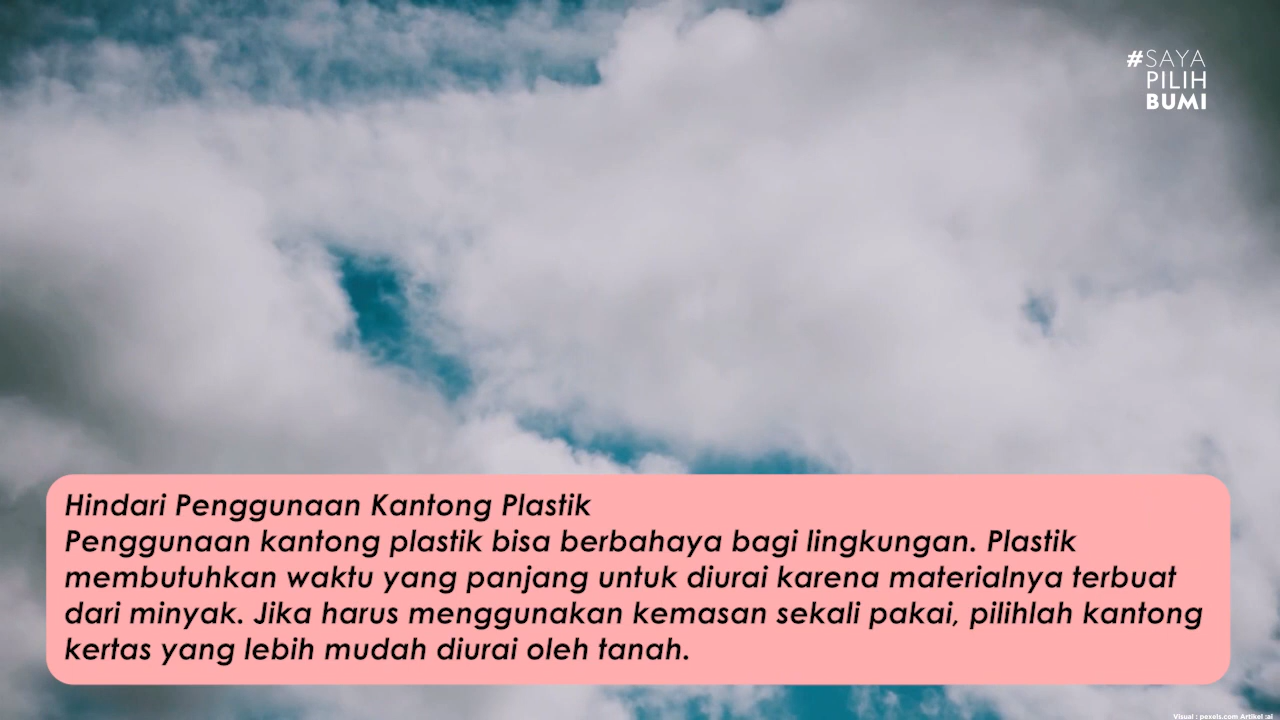 #SAYA
PILIH
BUMI
Hindari Penggunaan Kantong Plastik
Penggunaan kantong plastik bisa berbahaya bagi lingkungan. Plastik
membutuhkan waktu yang panjang untuk diurai karena materialnya terbuat
dari minyak. Jika harus menggunakan kemasan sekali pakai, pilihlah kantong
kertas yang lebih mudah diurai oleh tanah.
Visual : pexels.com Artikel